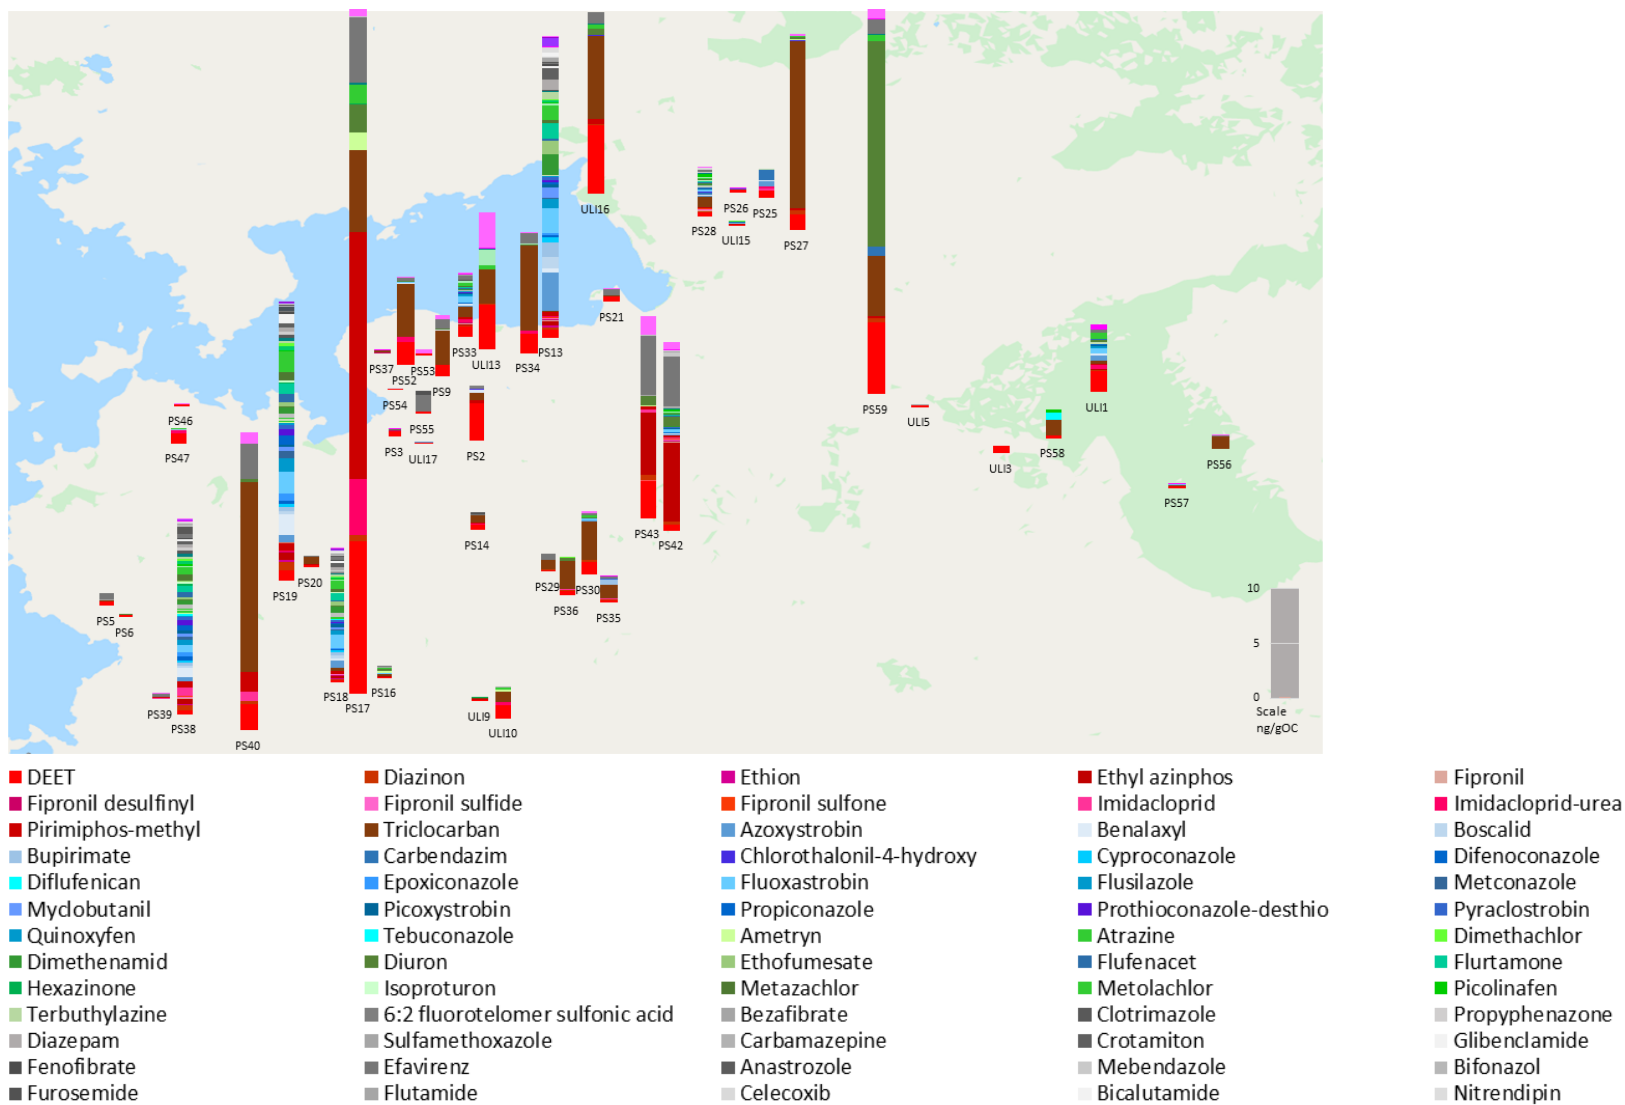 ULI16
PS26
PS25
PS28
ULI15
PS27
PS21
PS33
PS13
PS37
PS53
ULI13
PS34
PS52
PS9
PS54
PS59
ULI1
PS46
ULI5
PS55
PS3
PS2
PS58
PS47
ULI17
PS56
ULI3
PS57
PS43
PS42
PS14
PS20
PS29
PS30
10
PS19
PS36
PS35
PS5
PS6
5
PS18
PS16
0
PS39
PS17
Scale
ng/gOC
PS38
ULI9
ULI10
PS40
DEET Diazinon Ethion Ethyl azinphos Fipronil
Fipronil desulfinyl Fipronil sulfide Fipronil sulfone Imidacloprid Imidacloprid-urea
Pirimiphos-methyl Triclocarban Azoxystrobin Benalaxyl Boscalid
Bupirimate Carbendazim Chlorothalonil-4-hydroxy Cyproconazole Difenoconazole
Diflufenican Epoxiconazole Fluoxastrobin Flusilazole Metconazole
Myclobutanil Picoxystrobin Propiconazole Prothioconazole-desthio Pyraclostrobin
Quinoxyfen Tebuconazole Ametryn Atrazine Dimethachlor
Dimethenamid Diuron Ethofumesate Flufenacet Flurtamone
Hexazinone Isoproturon Metazachlor Metolachlor Picolinafen
Terbuthylazine 6:2 fluorotelomer sulfonic acid Bezafibrate Clotrimazole Propyphenazone
Diazepam Sulfamethoxazole Carbamazepine Crotamiton Glibenclamide
Fenofibrate Efavirenz Anastrozole Mebendazole Bifonazol
Furosemide Flutamide Celecoxib Bicalutamide Nitrendipin